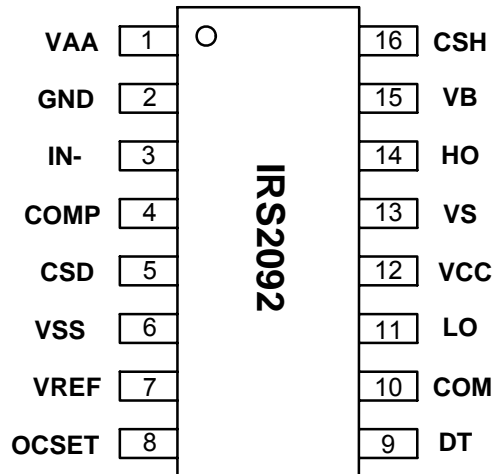 VAA 1 16 CSH
GND 2 15 VB
IN- 3 14 HO
COMP 4 13 VS
CSD 5 12 VCC
VSS 6 11 LO
VREF 7 10 COM
OCSET 8 9 DT
IRS2092